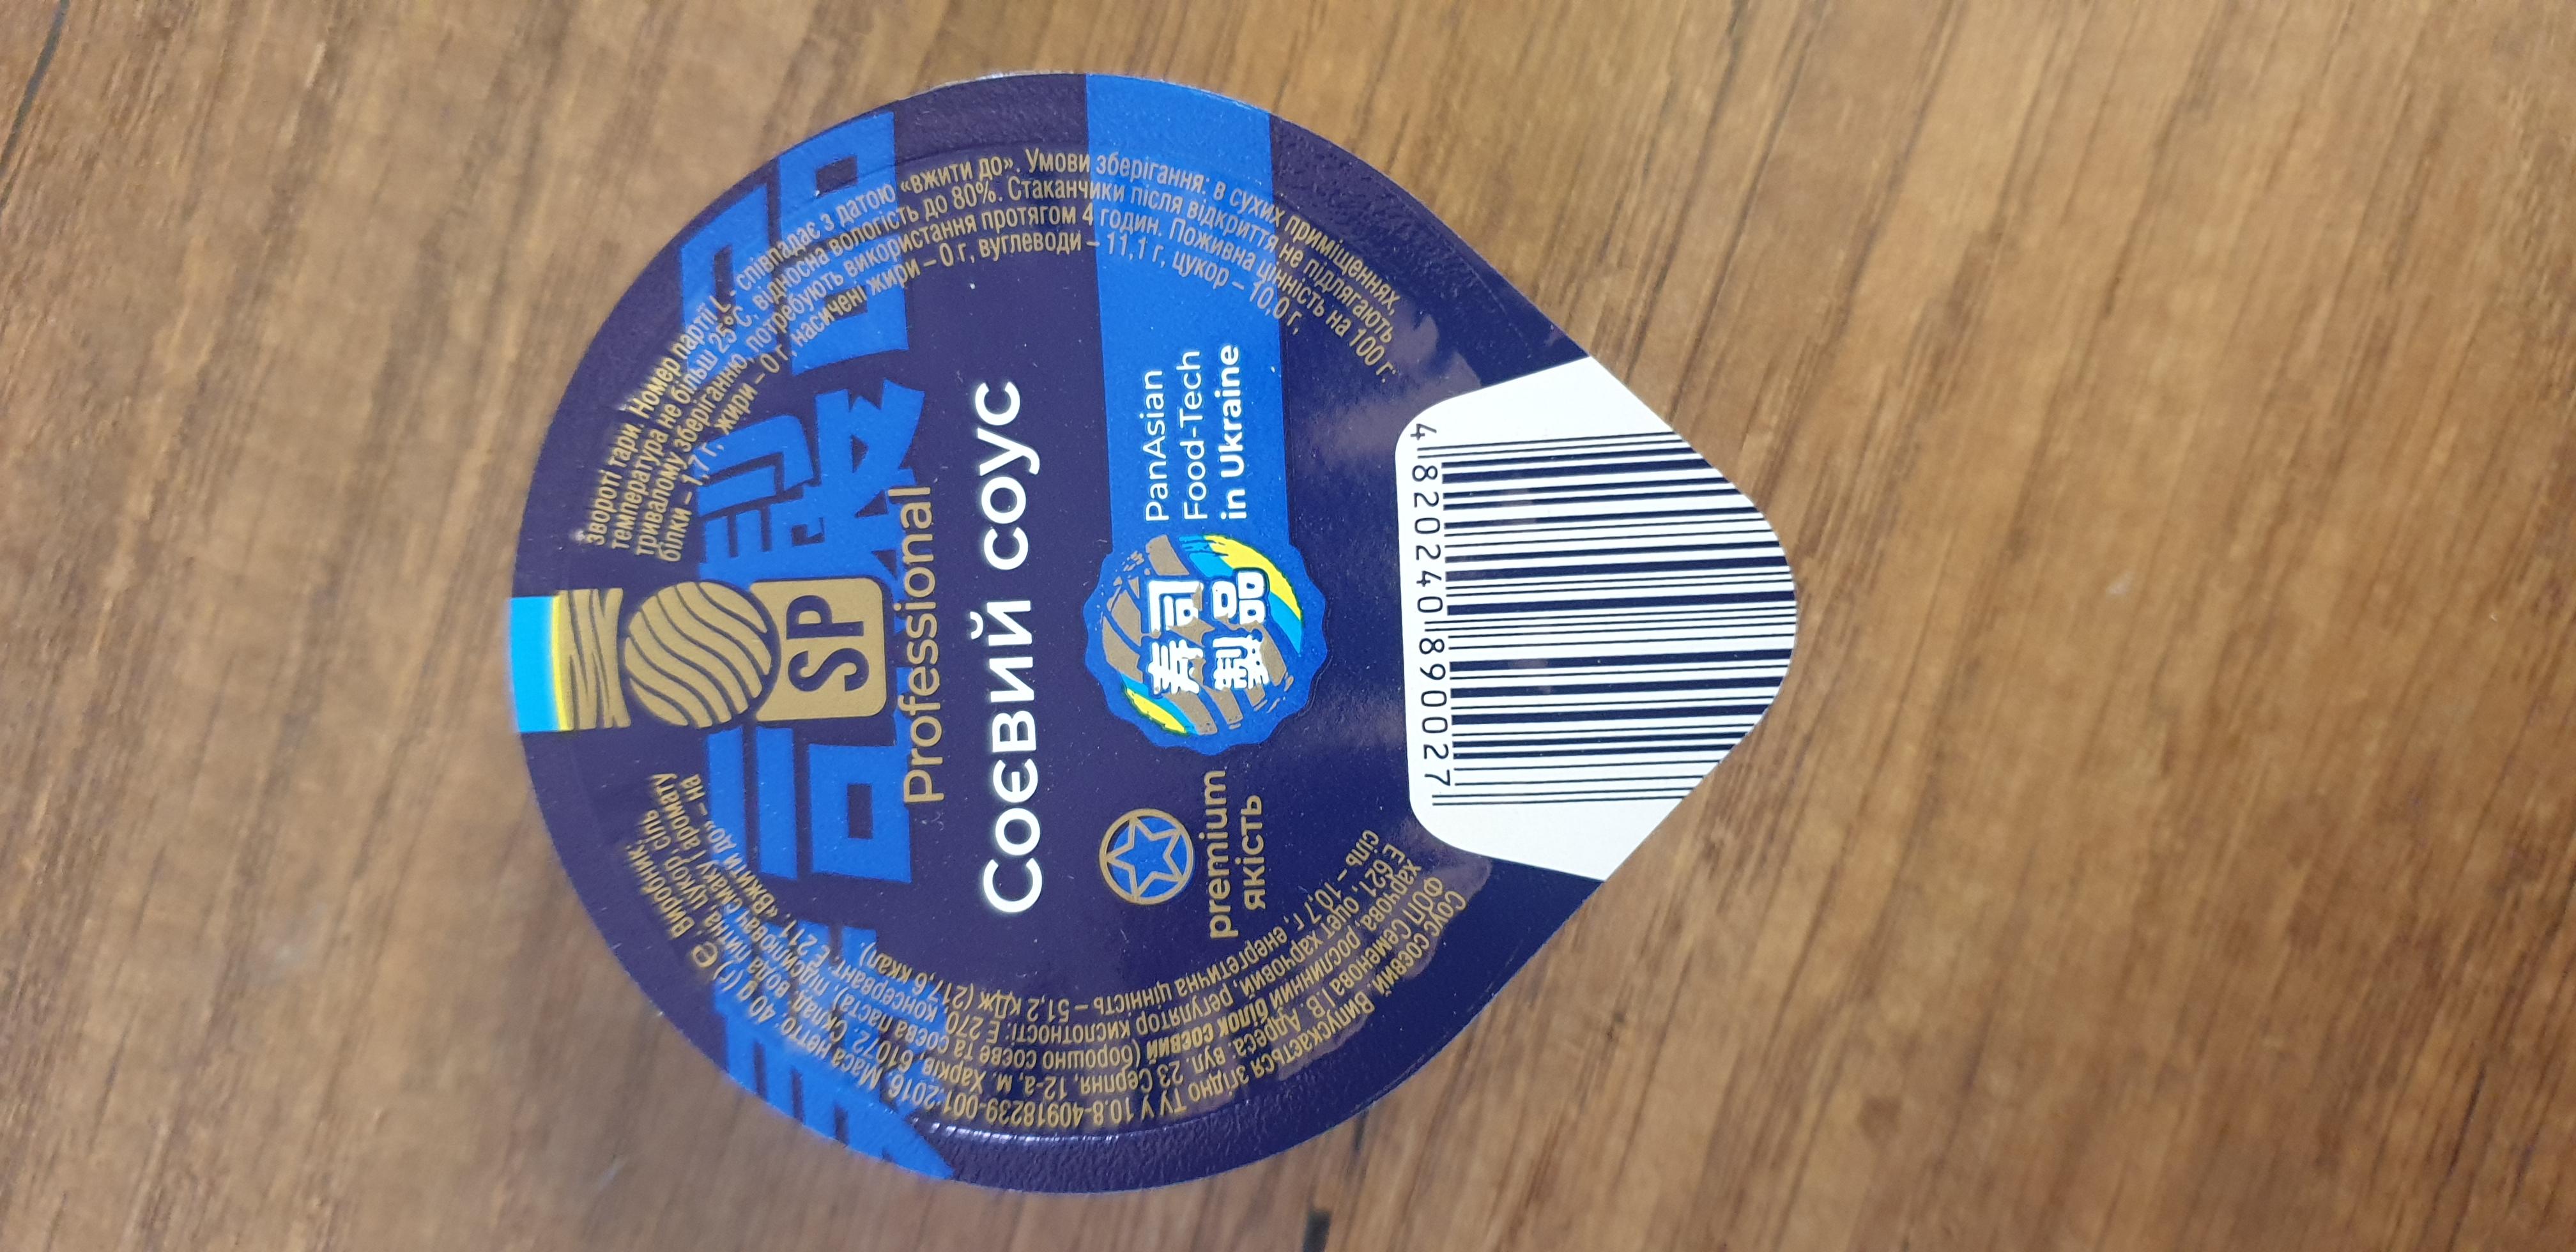 SP
Professional
Соєвий соус
premium
якість
寿司
製品
PanAsian
Food-Tech
in Ukraine
Соус соєвий. Випускається згідно ТУ У 10.8-40918239-001:2016. Маса нетто: 40 g (г) ℮ Виробник:
ФОП Семенова І.В. Адреса: вул. 23 Серпня, 12-а, м. Харків, 61072. Склад: вода питна, цукор, сіль
харчова, рослинний білок соєвий (борошно соєве та соєва паста), підсилювач смаку і аромату
Е 621, оцет харчовий, регулятор кислотності: Е 270, консервант: Е 211. «Вжити до» – на
звороті тари. Номер партії L - співпадає з датою «вжити до». Умови зберігання: в сухих приміщеннях,
температура не більш 25°С, відносна вологість до 80%. Стаканчики після відкриття не підлягають
тривалому зберіганню, потребують використання протягом 4 годин. Поживна цінність на 100 г:
білки – 1,7 г, жири – 0 г, насичені жири – 0 г, вуглеводи – 11,1 г, цукор – 10,0 г,
сіль – 10,7 г, енергетична цінність – 51,2 кДж (217,6 ккал).
4 820240 890027